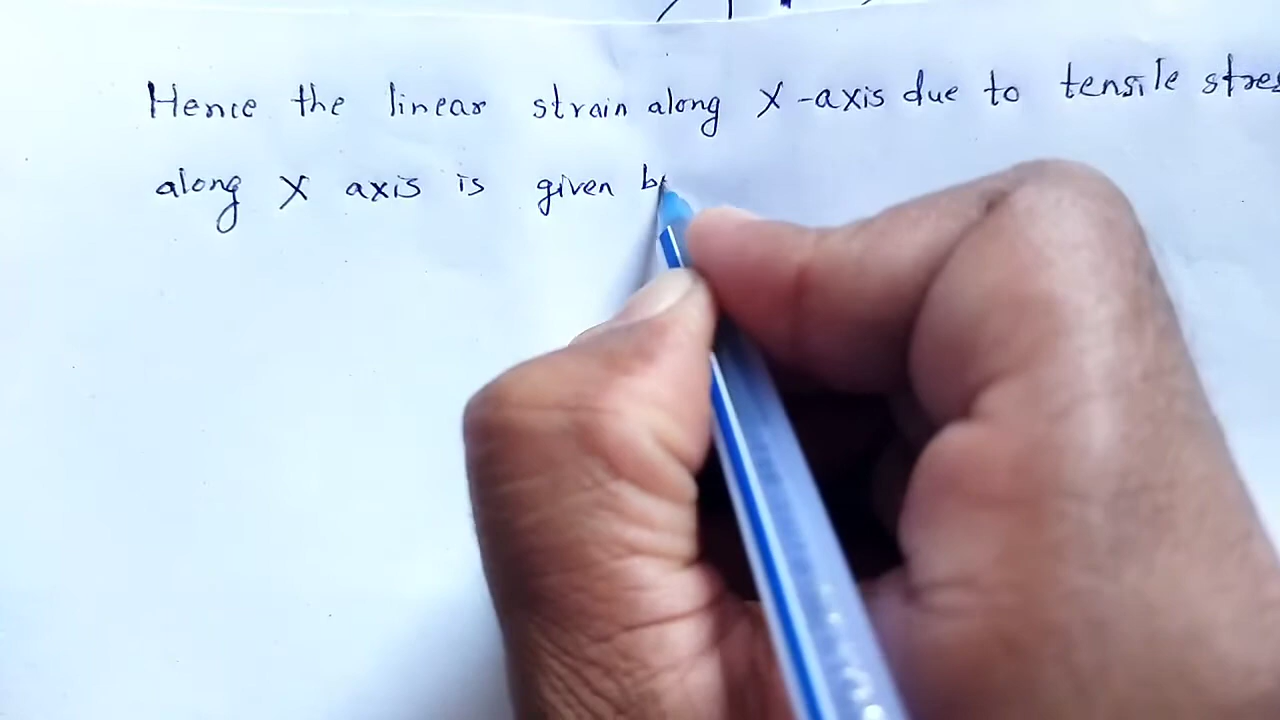 Hence the linear strain along X-axis due to tensile stres
along X axis is given b